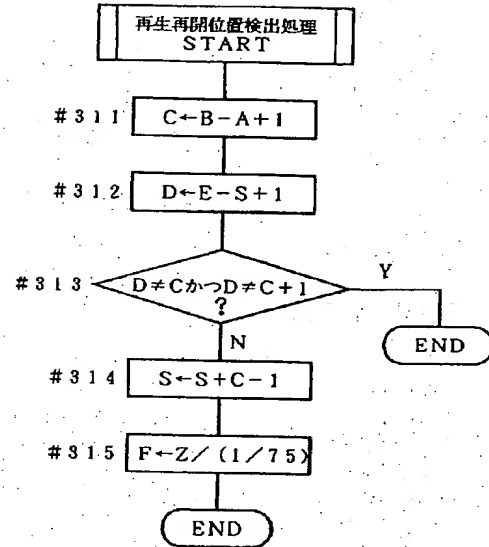 再生再開位置検出処理
START
#311 C←B-A+1
#312 D←E-S+1
#313 D≠CかつD≠C+1
?
Y
END
N
#314 S←S+C-1
#315 F←Z/(1/75)
END